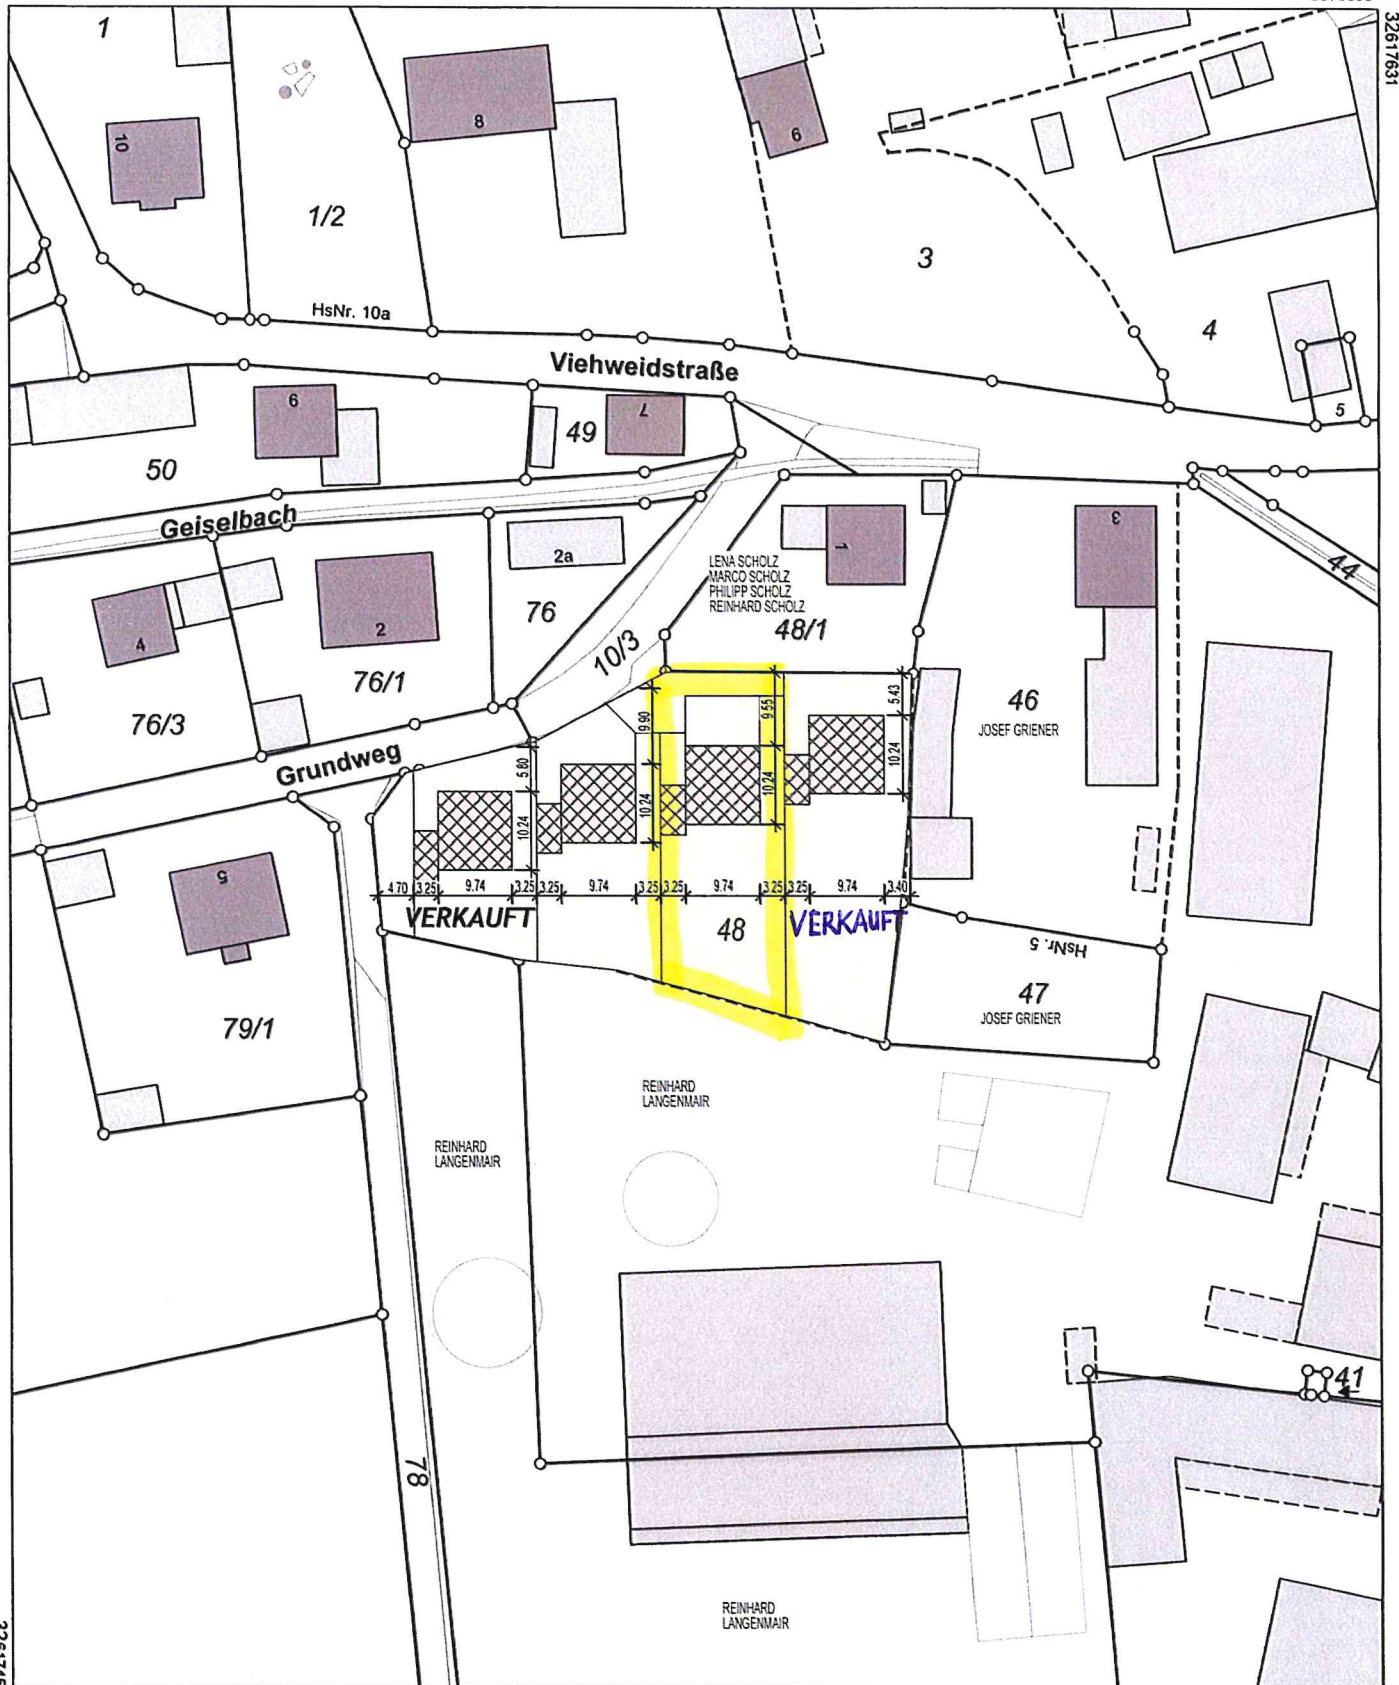 32617631
1
10
1/2
8
6
3
4
5
HsNr. 10a
Viehweidstraße
9
7
49
50
Geiselbach
2a
76
10/3
1
LENA SCHOLZ
MARCO SCHOLZ
PHILIPP SCHOLZ
REINHARD SCHOLZ
48/1
3
44
4
2
76/1
76/3
46
JOSEF GRIENER
Grundweg
5.80
10.24
9.90
10.24
9.55
10.24
5.43
10.24
5
4.70 3.25 9.74 3.25 3.25 9.74 3.25 3.25 9.74 3.25 3.25 9.74 3.40
VERKAUFT
48
VERKAUFT
HsNr. 5
47
JOSEF GRIENER
79/1
REINHARD
LANGENMAIR
REINHARD
LANGENMAIR
41
78
REINHARD
LANGENMAIR